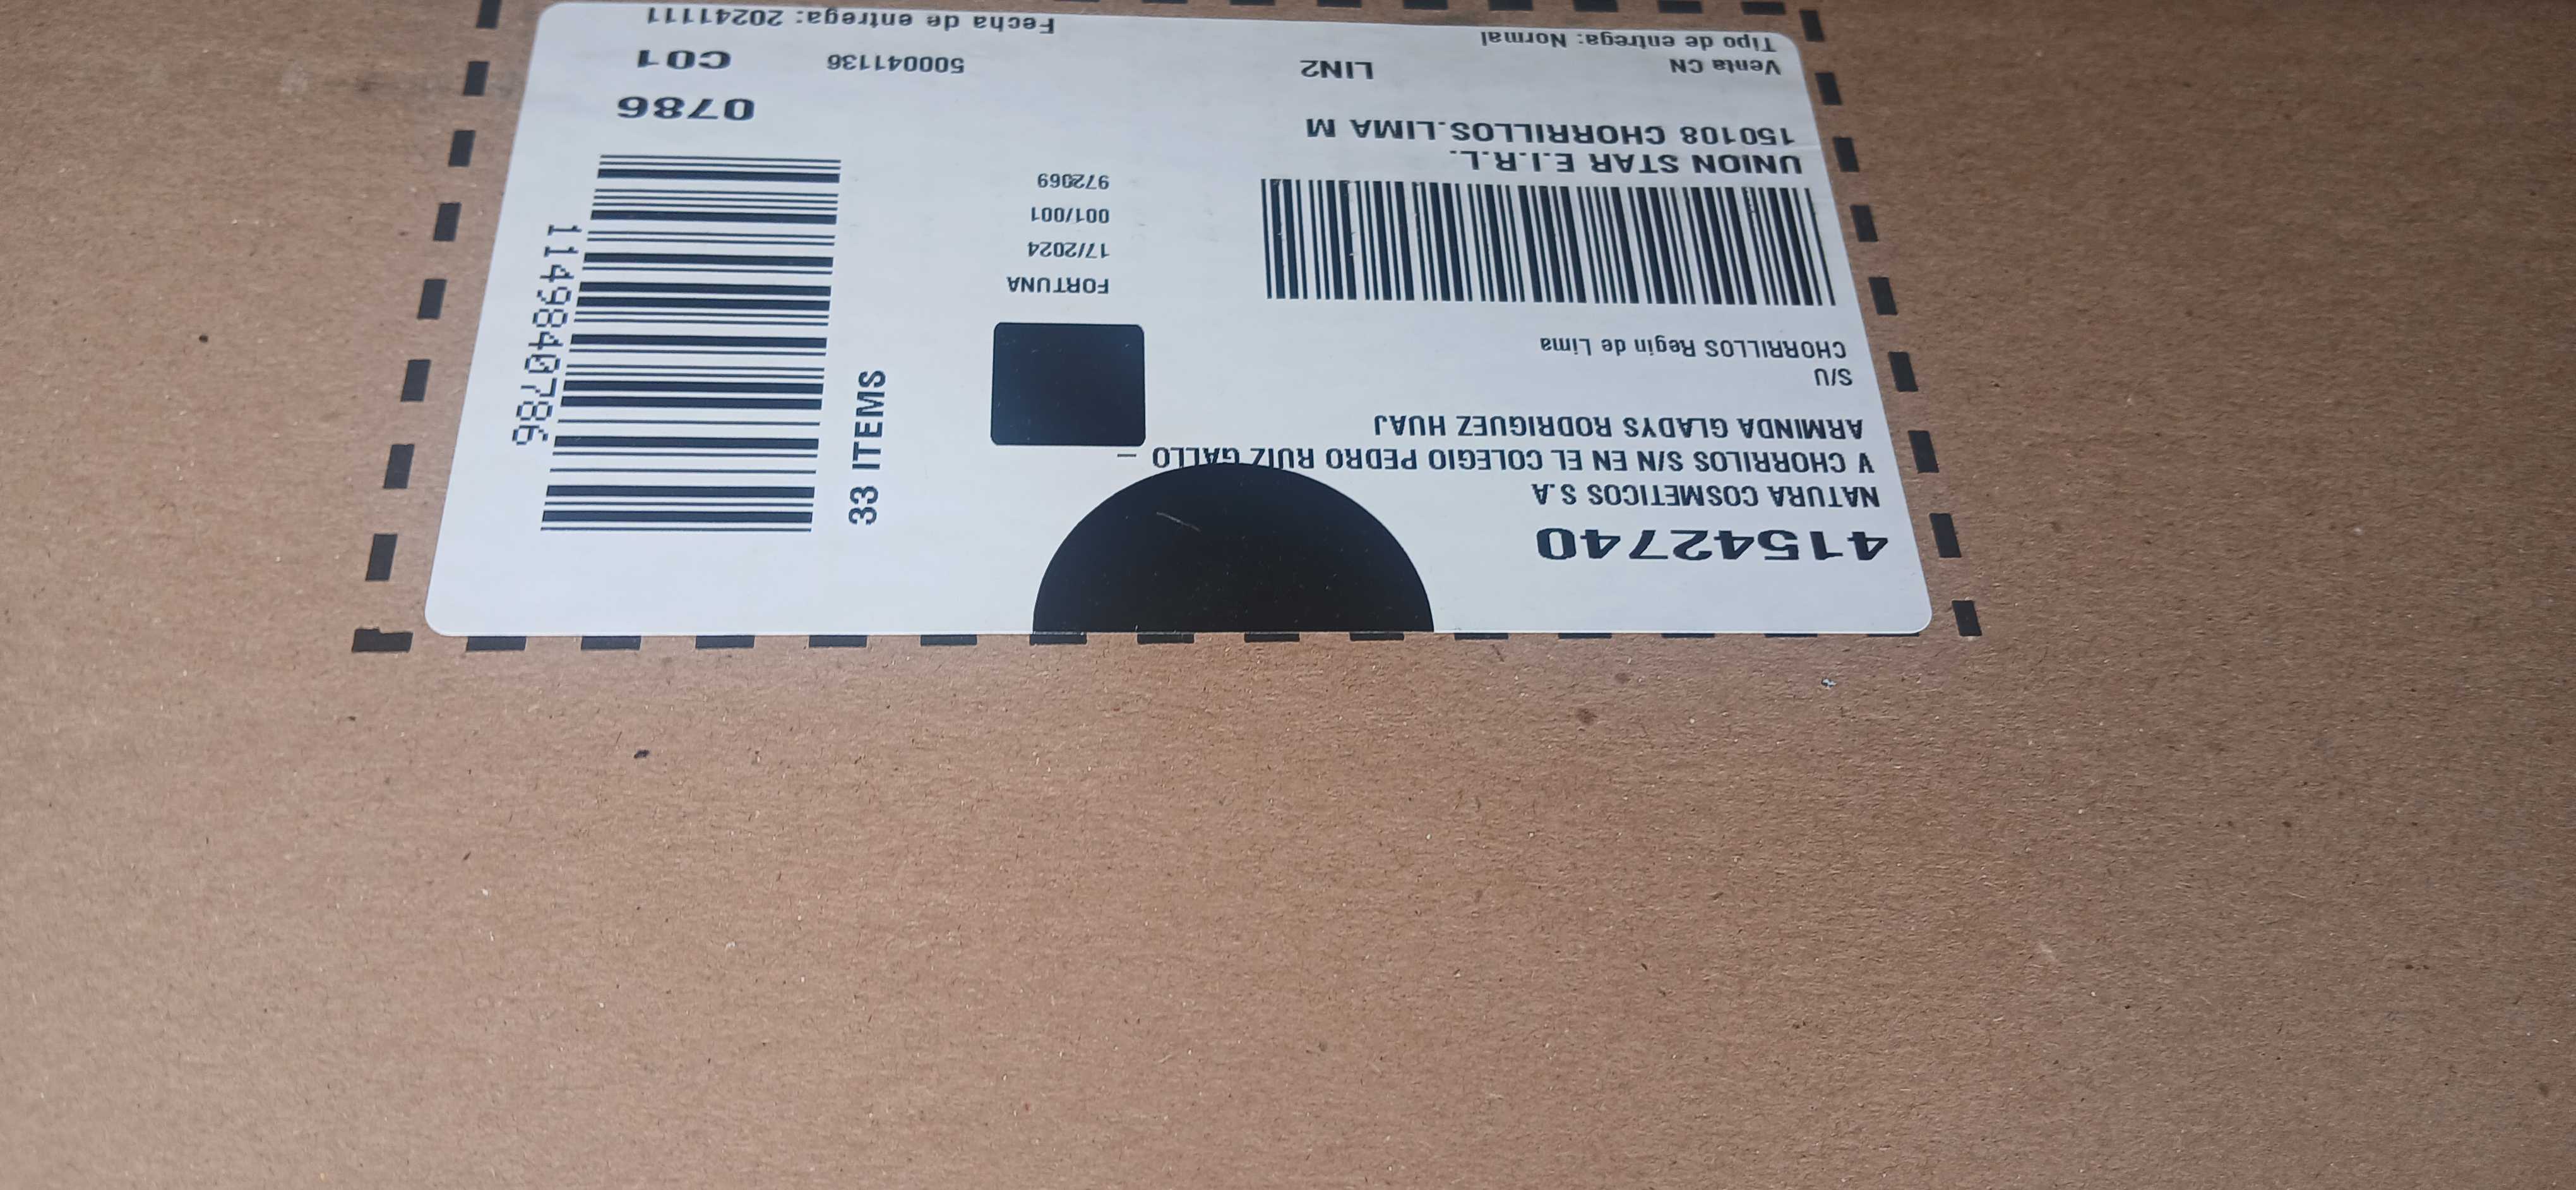 41542740
NATURA COSMETICOS S.A
V CHORRILOS S/N EN EL COLEGIO PEDRO RUIZ GALLO –
ARMINDA GLADYS RODRIGUEZ HUAJ
S/U
CHORRILLOS Regin de Lima
UNION STAR E.I.R.L.
150108 CHORRILLOS.LIMA M
Venta CN
LIN2
Tipo de entrega: Normal
FORTUNA
17/2024
001/001
972069
33 ITEMS
1149840786
0786
500041136
C01
Fecha de entrega: 20241111